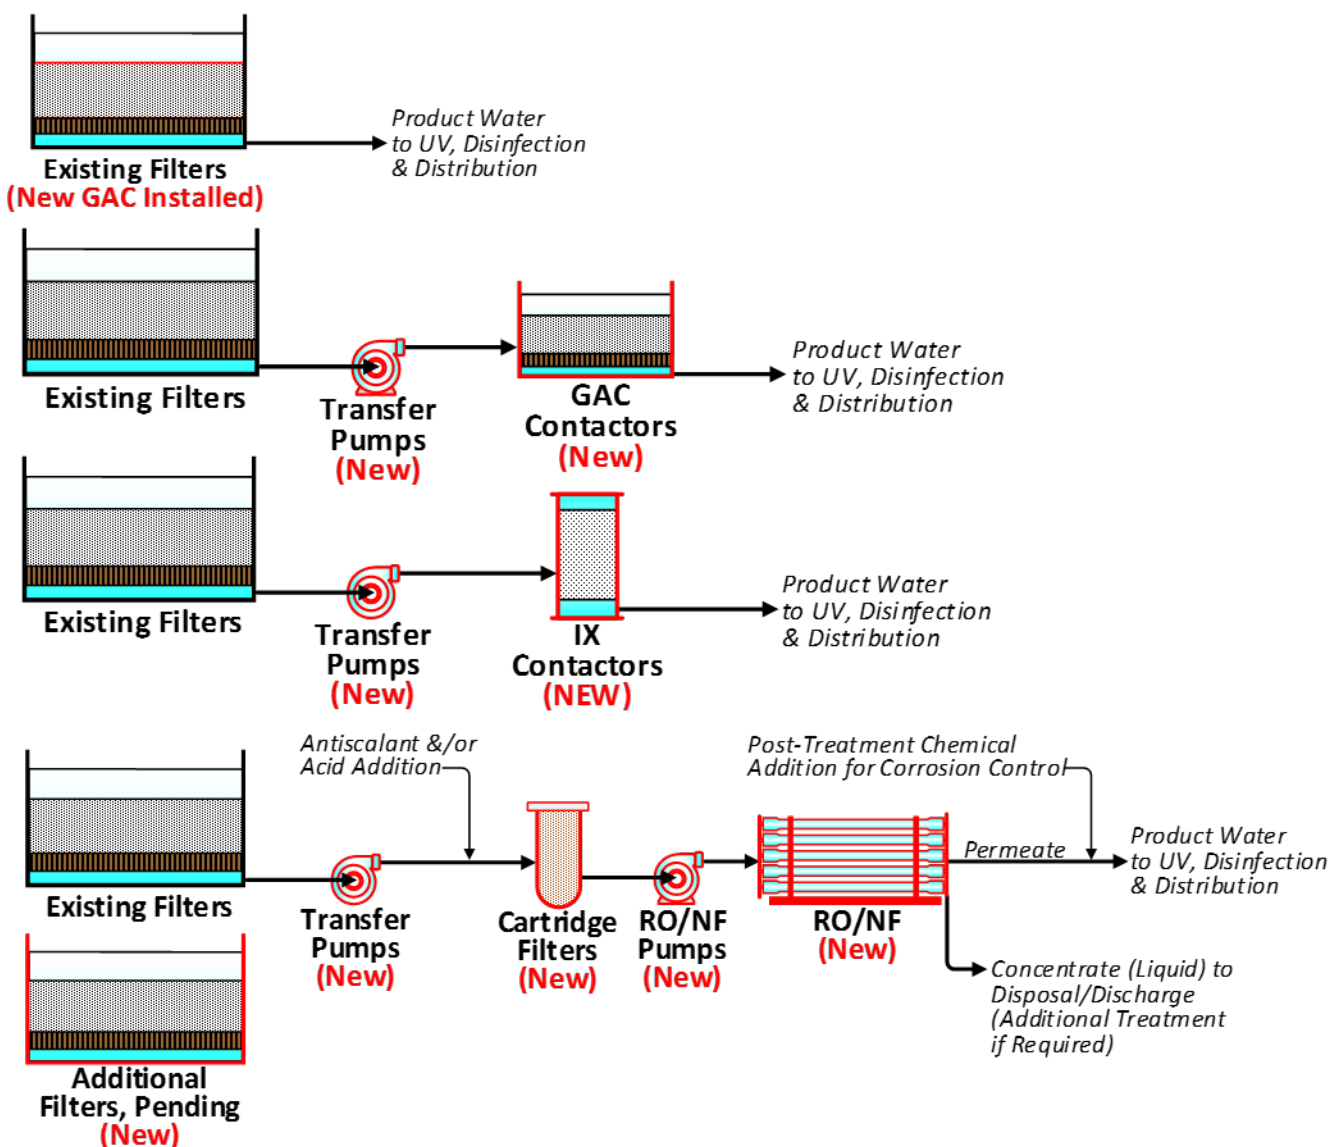 Existing Filters
(New GAC Installed)
Product Water
to UV, Disinfection
& Distribution
Existing Filters
Transfer
Pumps
(New)
GAC
Contactors
(New)
Product Water
to UV, Disinfection
& Distribution
Existing Filters
Transfer
Pumps
(New)
IX
Contactors
(NEW)
Product Water
to UV, Disinfection
& Distribution
Antiscalant &/or
Acid Addition
Post-Treatment Chemical
Addition for Corrosion Control
Existing Filters
Transfer
Pumps
(New)
Cartridge
Filters
(New)
RO/NF
Pumps
(New)
RO/NF
(New)
Permeate
Product Water
to UV, Disinfection
& Distribution
Concentrate (Liquid) to
Disposal/Discharge
(Additional Treatment
if Required)
Additional
Filters, Pending
(New)